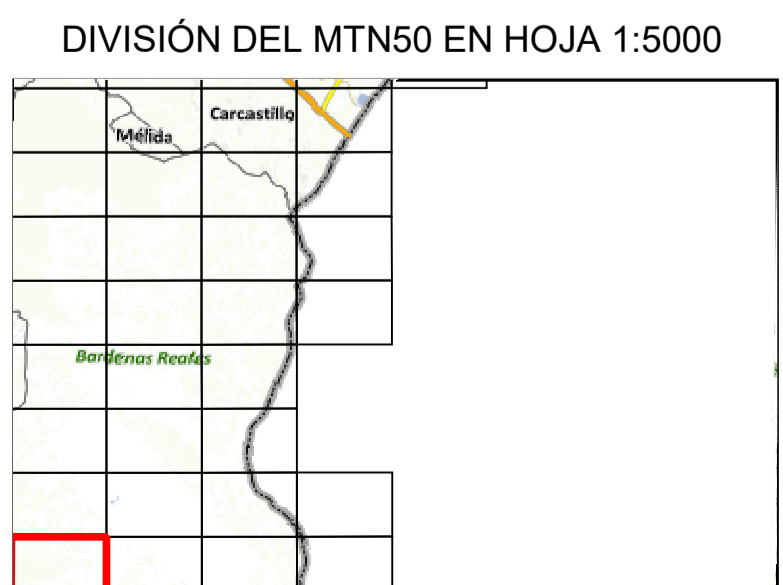 DIVISIÓN DEL MTN50 EN HOJA 1:5000
Carcastillo
Mélida
Bardenas Reales